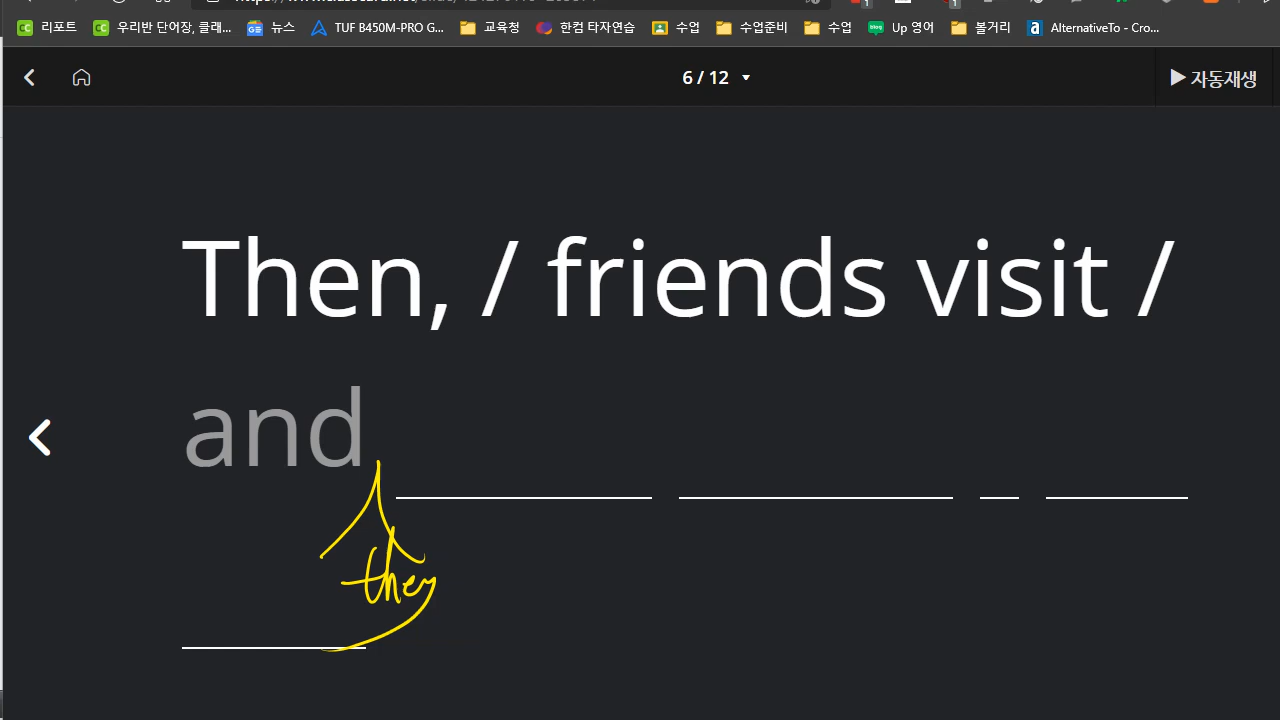 리포트 우리반 단어장, 클래... 뉴스 TUF B450M-PRO G... 교육청 한컴 타자연습 수업 수업준비 수업 Up 영어 볼거리 AlternativeTo - Cro...
6 / 12 자동재생
Then, / friends visit /
and
they